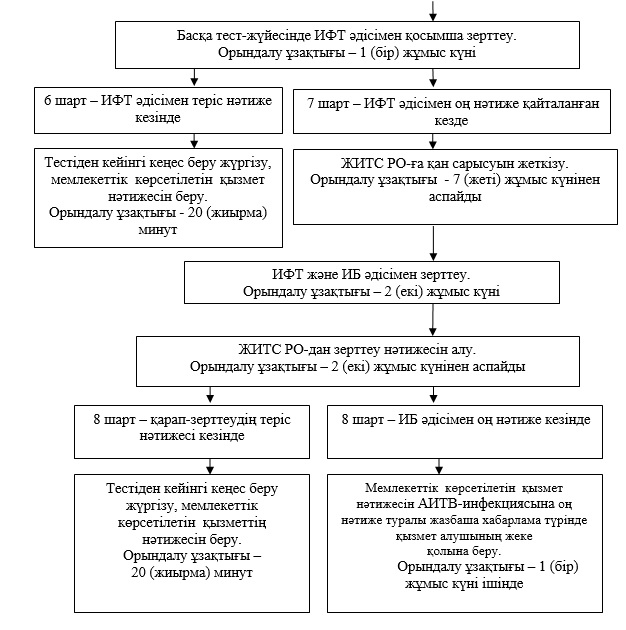 Басқа тест-жүйесінде ИФТ әдісімен қосымша зерттеу.
Орындалу ұзақтығы – 1 (бір) жұмыс күні
6 шарт – ИФТ әдісімен теріс нәтиже
кезінде
7 шарт – ИФТ әдісімен оң нәтиже қайталанған
кезде
Тестіден кейінгі кеңес беру жүргізу,
мемлекеттік көрсетілетін қызмет
нәтижесін беру.
Орындалу ұзақтығы - 20 (жиырма)
минут
ЖИТС РО-ға қан сарысуын жеткізу.
Орындалу ұзақтығы - 7 (жеті) жұмыс күнінен
аспайды
ИФТ және ИБ әдісімен зерттеу.
Орындалу ұзақтығы – 2 (екі) жұмыс күні
ЖИТС РО-дан зерттеу нәтижесін алу.
Орындалу ұзақтығы – 2 (екі) жұмыс күнінен аспайды
8 шарт – қарап-зерттеудің теріс
нәтижесі кезінде
8 шарт – ИБ әдісімен оң нәтиже кезінде
Тестіден кейінгі кеңес беру
жүргізу, мемлекеттік
көрсетілетін қызметтің
нәтижесін беру.
Орындалу ұзақтығы –
20 (жиырма) минут
Мемлекеттік көрсетілетін қызмет
нәтижесін АИТВ-инфекциясына оң
нәтиже туралы жазбаша хабарлама түрінде
қызмет алушының жеке
қолына беру.
Орындалу ұзақтығы – 1 (бір)
жұмыс күні ішінде